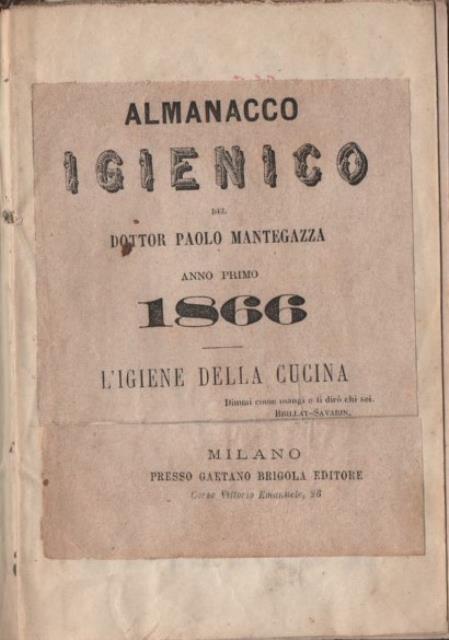 ALMANACCO
IGIENICO
DEL
DOTTOR PAOLO MANTEGAZZA
ANNO PRIMO
1866
L'IGIENE DELLA CUCINA
Dimmi come mangi e ti dirò chi sei.
BRILLAT-SAVARIN.
MILANO
PRESSO GAETANO BRIGOLA EDITORE
Corso Vittorio Emanuele, 26